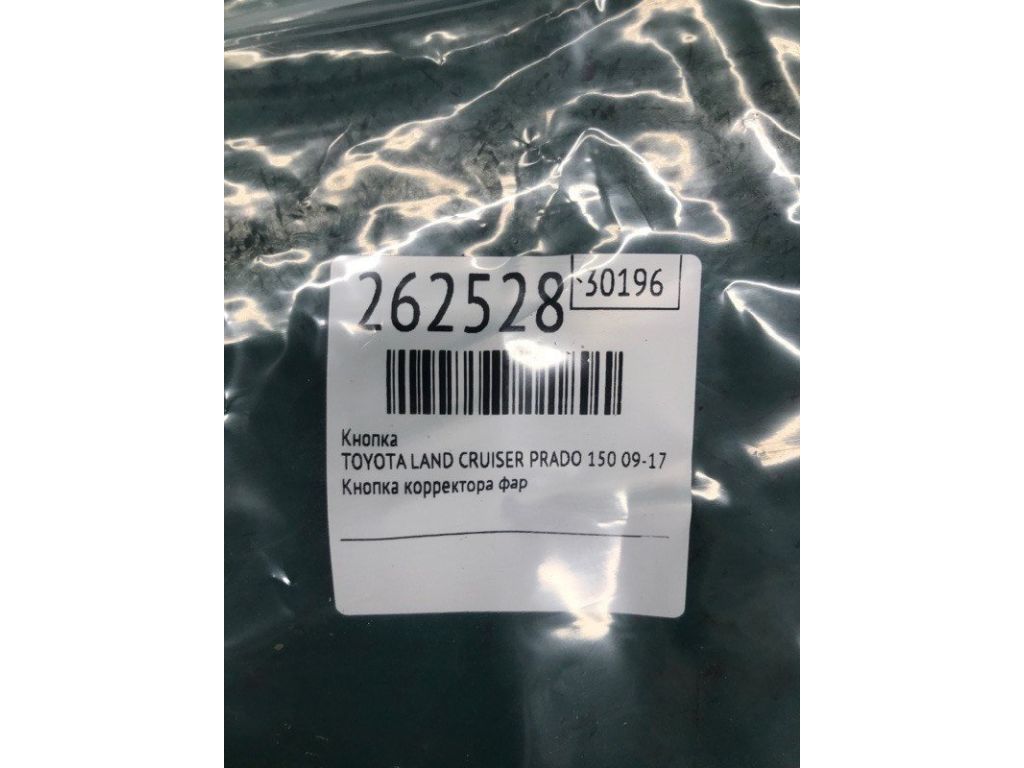 262528
30196
Кнопка
TOYOTA LAND CRUISER PRADO 150 09-17
Кнопка корректора фар